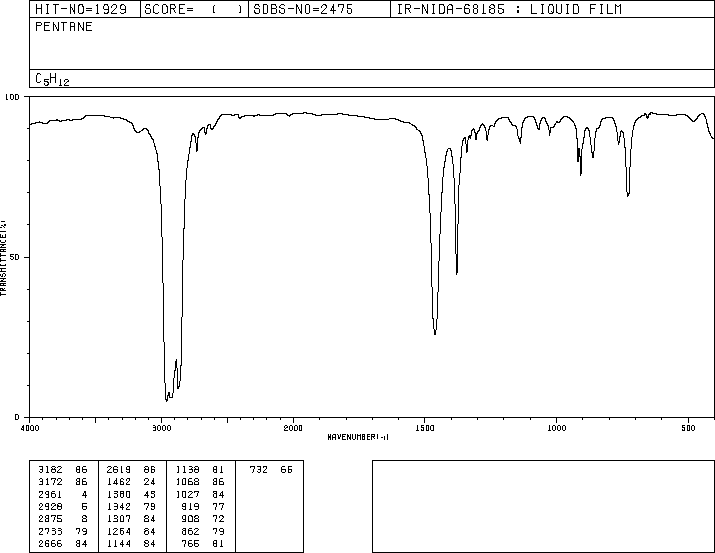 HIT-NO=1929 SCORE= ( ) SDBS-NO=2475 IR-NIDA-68185 : LIQUID FILM
PENTANE
C5H12
100
50
0
TRANSMITTANCE(%)
4000 3000 2000 1500 1000 500
WAVENUMBER(-1)
3182 86 2619 86 1138 81 732 66
3172 86 1462 24 1068 86
2961 4 1380 43 1027 84
2928 6 1342 79 919 77
2875 8 1307 84 908 72
2733 79 1264 84 862 79
2666 84 1144 84 766 81